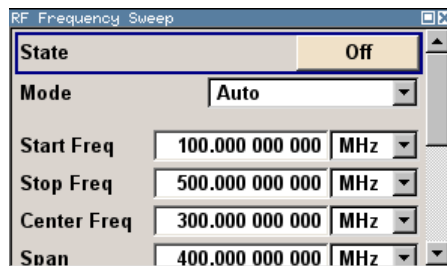 RF Frequency Sweep
State Off
Mode Auto
Start Freq 100.000 000 000 MHz
Stop Freq 500.000 000 000 MHz
Center Freq 300.000 000 000 MHz
Span 400.000 000 000 MHz